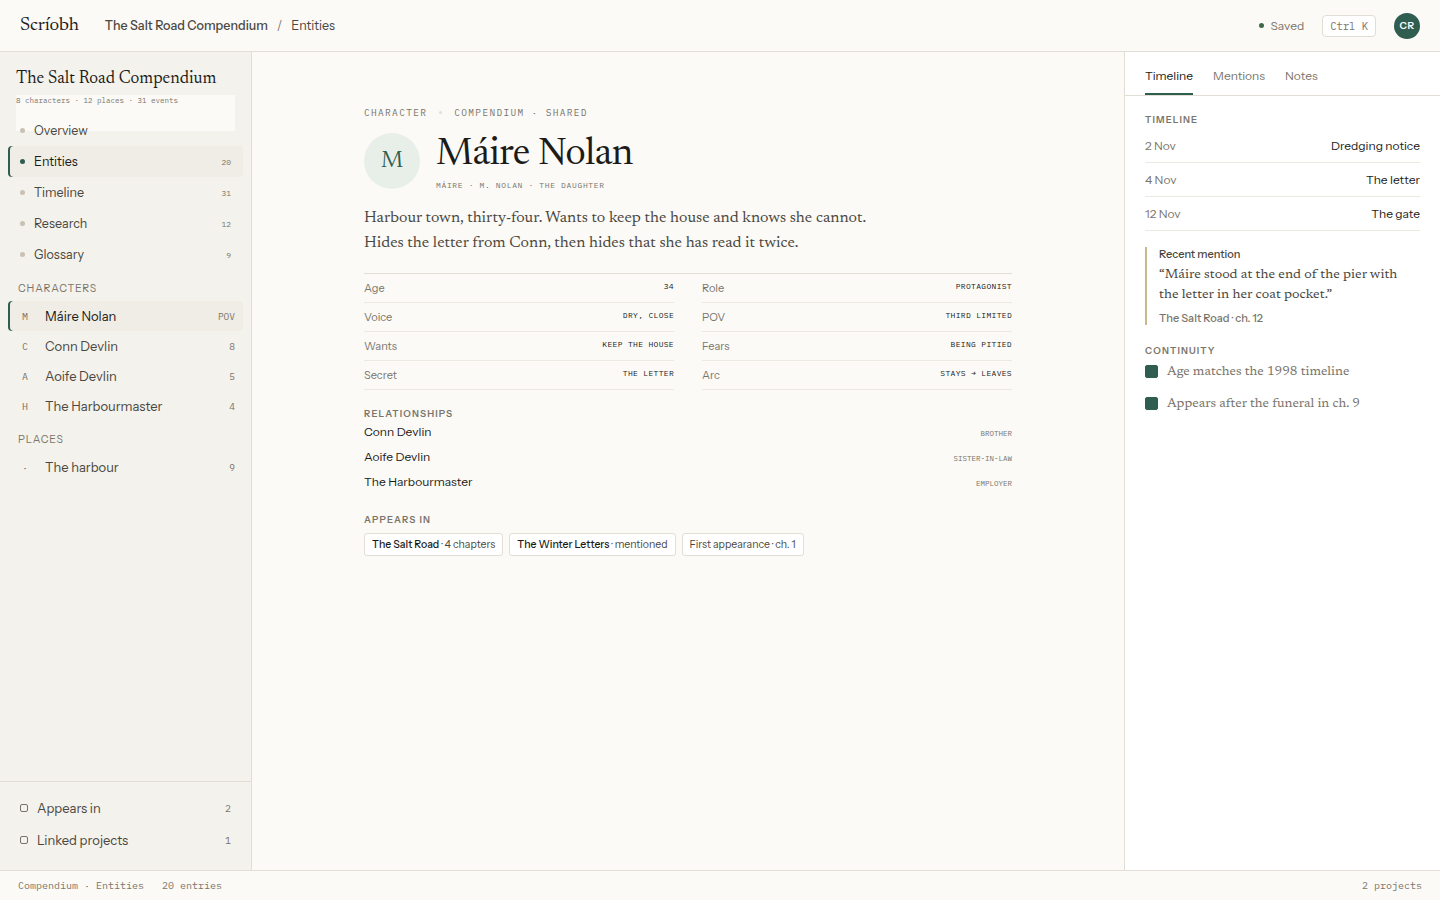 Scríobh
The Salt Road Compendium / Entities
Saved
Ctrl K
CR
The Salt Road Compendium
8 characters · 12 places · 31 events
Overview
Entities 20
Timeline 31
Research 12
Glossary 9
CHARACTERS
M Máire Nolan POV
C Conn Devlin 8
A Aoife Devlin 5
H The Harbourmaster 4
PLACES
· The harbour 9
Appears in 2
Linked projects 1
CHARACTER · COMPENDIUM · SHARED
M
Máire Nolan
MÁIRE · M. NOLAN · THE DAUGHTER
Harbour town, thirty-four. Wants to keep the house and knows she cannot.
Hides the letter from Conn, then hides that she has read it twice.
Age 34
Role PROTAGONIST
Voice DRY, CLOSE
POV THIRD LIMITED
Wants KEEP THE HOUSE
Fears BEING PITIED
Secret THE LETTER
Arc STAYS → LEAVES
RELATIONSHIPS
Conn Devlin BROTHER
Aoife Devlin SISTER-IN-LAW
The Harbourmaster EMPLOYER
APPEARS IN
The Salt Road · 4 chapters
The Winter Letters · mentioned
First appearance · ch. 1
Timeline Mentions Notes
TIMELINE
2 Nov Dredging notice
4 Nov The letter
12 Nov The gate
Recent mention
“Máire stood at the end of the pier with
the letter in her coat pocket.”
The Salt Road · ch. 12
CONTINUITY
Age matches the 1998 timeline
Appears after the funeral in ch. 9
Compendium · Entities 20 entries
2 projects